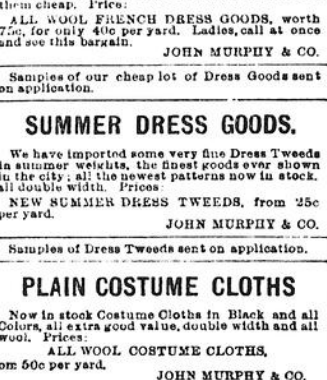 them cheap. Price:
ALL WOOL FRENCH DRESS GOODS, worth
75c, for only 40c per yard. Ladies, call at once
and see this bargain.
JOHN MURPHY & CO.
Samples of our cheap lot of Dress Goods sent
on application.
SUMMER DRESS GOODS.
We have imported some very fine Dress Tweeds
in summer weights, the finest goods ever shown
in the city; all the newest patterns now in stock.
all double width. Prices:
NEW SUMMER DRESS TWEEDS, from 25c
per yard.
JOHN MURPHY & CO.
Samples of Dress Tweeds sent on application.
PLAIN COSTUME CLOTHS
Now in stock Costume Cloths in Black and all
Colors, all extra good value, double width and all
wool. Prices:
ALL WOOL COSTUME CLOTHS,
om 50c per yard.
JOHN MURPHY & CO.